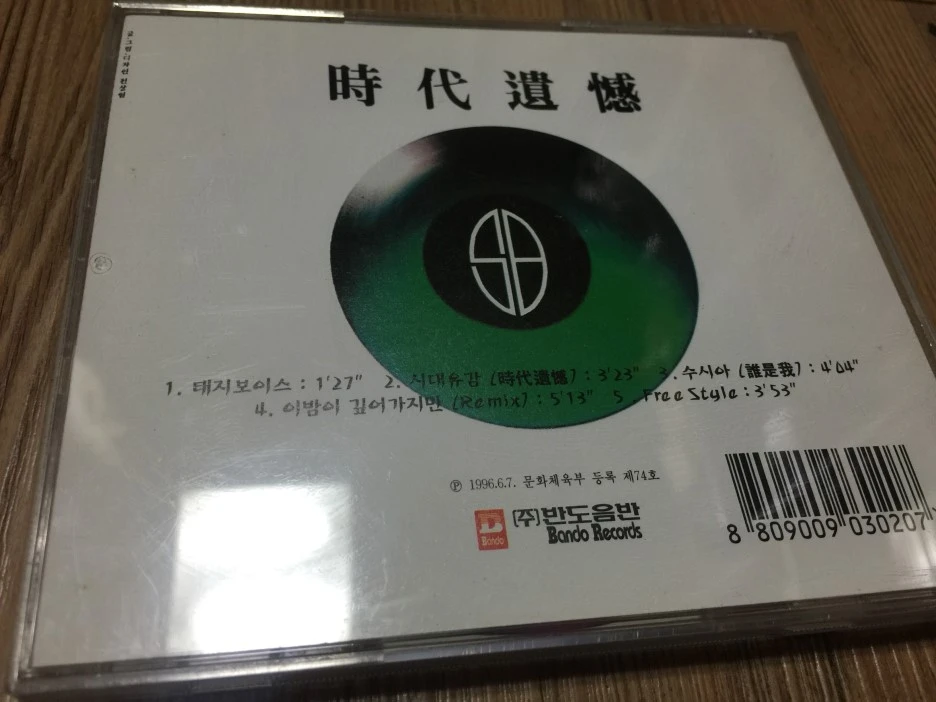 時代遺憾
1. 태지보이스 : 1'27" 2. 시대유감 (時代遺憾) : 3'23" 3. 수시아 (誰是我) : 4'04"
4. 이밤이 깊어가지만 (Remix) : 5'13" 5. Free Style : 3'53"
℗ 1996.6.7. 문화체육부 등록 제74호
Bando
(주)반도음반
Bando Records
8 809009 030207